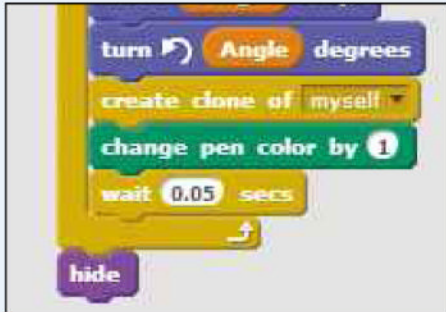 turn Angle degrees
create clone of myself
change pen color by 1
wait 0.05 secs
hide